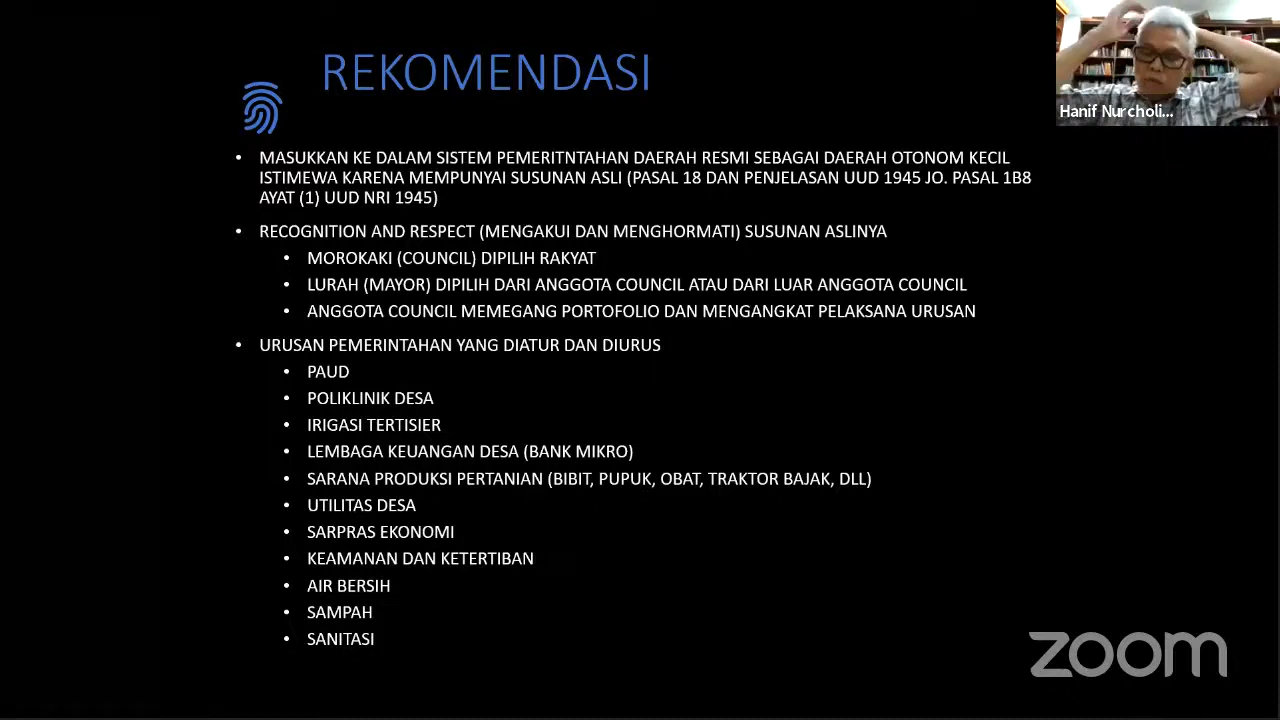 REKOMENDASI
Hanif Nurcholi...
• MASUKKAN KE DALAM SISTEM PEMERITNTAHAN DAERAH RESMI SEBAGAI DAERAH OTONOM KECIL
ISTIMEWA KARENA MEMPUNYAI SUSUNAN ASLI (PASAL 18 DAN PENJELASAN UUD 1945 JO. PASAL 1B8
AYAT (1) UUD NRI 1945)
• RECOGNITION AND RESPECT (MENGAKUI DAN MENGHORMATI) SUSUNAN ASLINYA
• MOROKAKI (COUNCIL) DIPILIH RAKYAT
• LURAH (MAYOR) DIPILIH DARI ANGGOTA COUNCIL ATAU DARI LUAR ANGGOTA COUNCIL
• ANGGOTA COUNCIL MEMEGANG PORTOFOLIO DAN MENGANGKAT PELAKSANA URUSAN
• URUSAN PEMERINTAHAN YANG DIATUR DAN DIURUS
• PAUD
• POLIKLINIK DESA
• IRIGASI TERTISIER
• LEMBAGA KEUANGAN DESA (BANK MIKRO)
• SARANA PRODUKSI PERTANIAN (BIBIT, PUPUK, OBAT, TRAKTOR BAJAK, DLL)
• UTILITAS DESA
• SARPRAS EKONOMI
• KEAMANAN DAN KETERTIBAN
• AIR BERSIH
• SAMPAH
• SANITASI
zoom